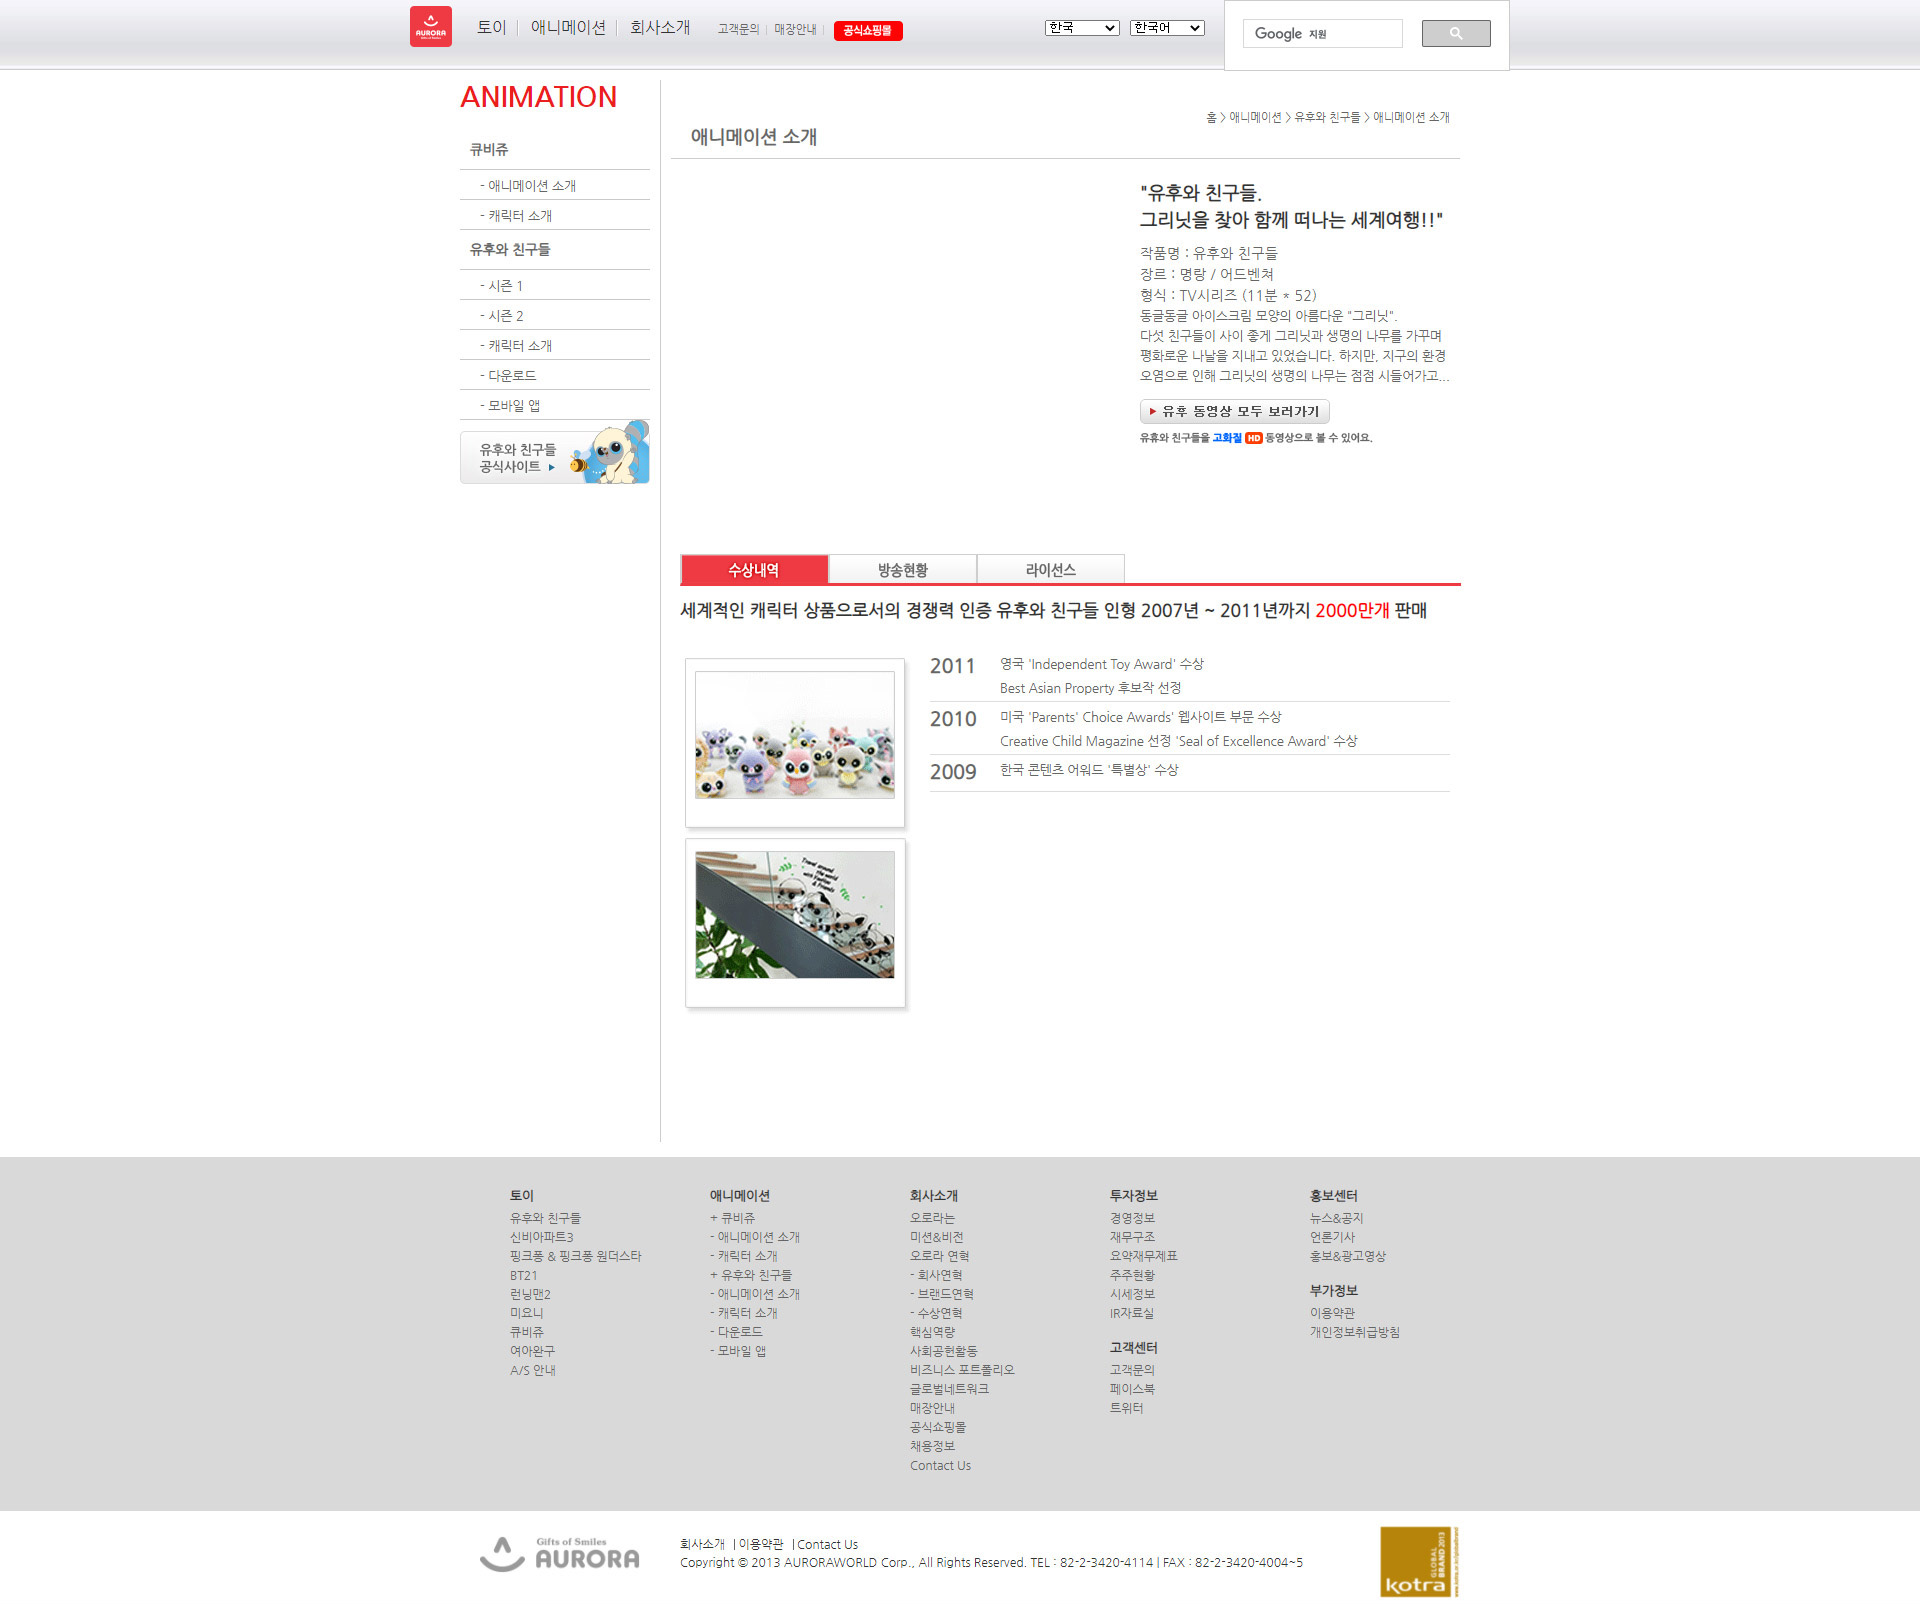 AURORA
토이
애니메이션
회사소개
고객문의
매장안내
공식쇼핑몰
한국
한국어
Google 지원
ANIMATION
홈 > 애니메이션 > 유후와 친구들 > 애니메이션 소개
애니메이션 소개
큐비쥬
- 애니메이션 소개
- 캐릭터 소개
유후와 친구들
- 시즌 1
- 시즌 2
- 캐릭터 소개
- 다운로드
- 모바일 앱
유후와 친구들
공식사이트
"유후와 친구들.
그리닛을 찾아 함께 떠나는 세계여행!!"
작품명 : 유후와 친구들
장르 : 명랑 / 어드벤쳐
형식 : TV시리즈 (11분 * 52)
동글동글 아이스크림 모양의 아름다운 "그리닛".
다섯 친구들이 사이 좋게 그리닛과 생명의 나무를 가꾸며
평화로운 나날을 지내고 있었습니다. 하지만, 지구의 환경
오염으로 인해 그리닛의 생명의 나무는 점점 시들어가고...
유후 동영상 모두 보러가기
유휴와 친구들을 고화질 HD 동영상으로 볼 수 있어요.
수상내역
방송현황
라이선스
세계적인 캐릭터 상품으로서의 경쟁력 인증 유후와 친구들 인형 2007년 ~ 2011년까지 2000만개 판매
2011
영국 'Independent Toy Award' 수상
Best Asian Property 후보작 선정
2010
미국 'Parents' Choice Awards' 웹사이트 부문 수상
Creative Child Magazine 선정 'Seal of Excellence Award' 수상
2009
한국 콘텐츠 어워드 '특별상' 수상
Travel around
the world
with YooHoo
& Friends
토이
유후와 친구들
신비아파트3
핑크퐁 & 핑크퐁 원더스타
BT21
런닝맨2
미요니
큐비쥬
여아완구
A/S 안내
애니메이션
+ 큐비쥬
- 애니메이션 소개
- 캐릭터 소개
+ 유후와 친구들
- 애니메이션 소개
- 캐릭터 소개
- 다운로드
- 모바일 앱
회사소개
오로라는
미션&비전
오로라 연혁
- 회사연혁
- 브랜드연혁
- 수상연혁
핵심역량
사회공헌활동
비즈니스 포트폴리오
글로벌네트워크
매장안내
공식쇼핑몰
채용정보
Contact Us
투자정보
경영정보
재무구조
요약재무제표
주주현황
시세정보
IR자료실
고객센터
고객문의
페이스북
트위터
홍보센터
뉴스&공지
언론기사
홍보&광고영상
부가정보
이용약관
개인정보취급방침
Gifts of Smiles
AURORA
회사소개 | 이용약관 | Contact Us
Copyright © 2013 AURORAWORLD Corp., All Rights Reserved. TEL : 82-2-3420-4114 | FAX : 82-2-3420-4004~5
GLOBAL
BRAND 2013
kotra